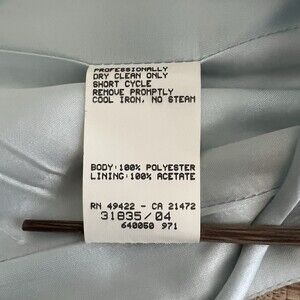 PROFESSIONALLY
DRY CLEAN ONLY
SHORT CYCLE
REMOVE PROMPTLY
COOL IRON, NO STEAM
BODY:100% POLYESTER
LINING:100% ACETATE
RN 49422 - CA 21472
31835/04
640050 971